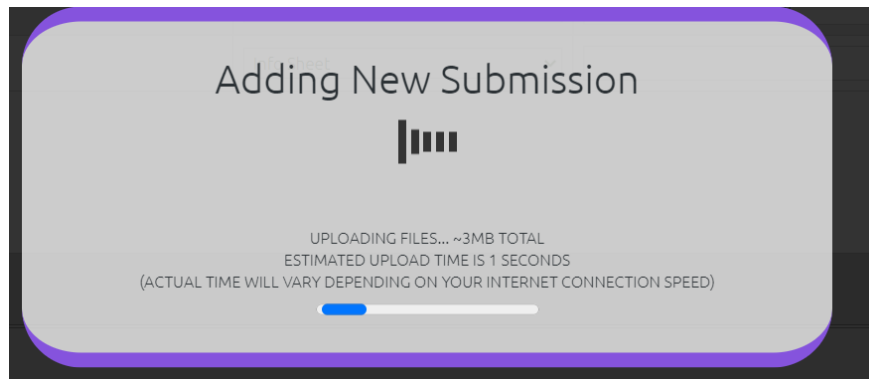 Adding New Submission
UPLOADING FILES... ~3MB TOTAL
ESTIMATED UPLOAD TIME IS 1 SECONDS
(ACTUAL TIME WILL VARY DEPENDING ON YOUR INTERNET CONNECTION SPEED)